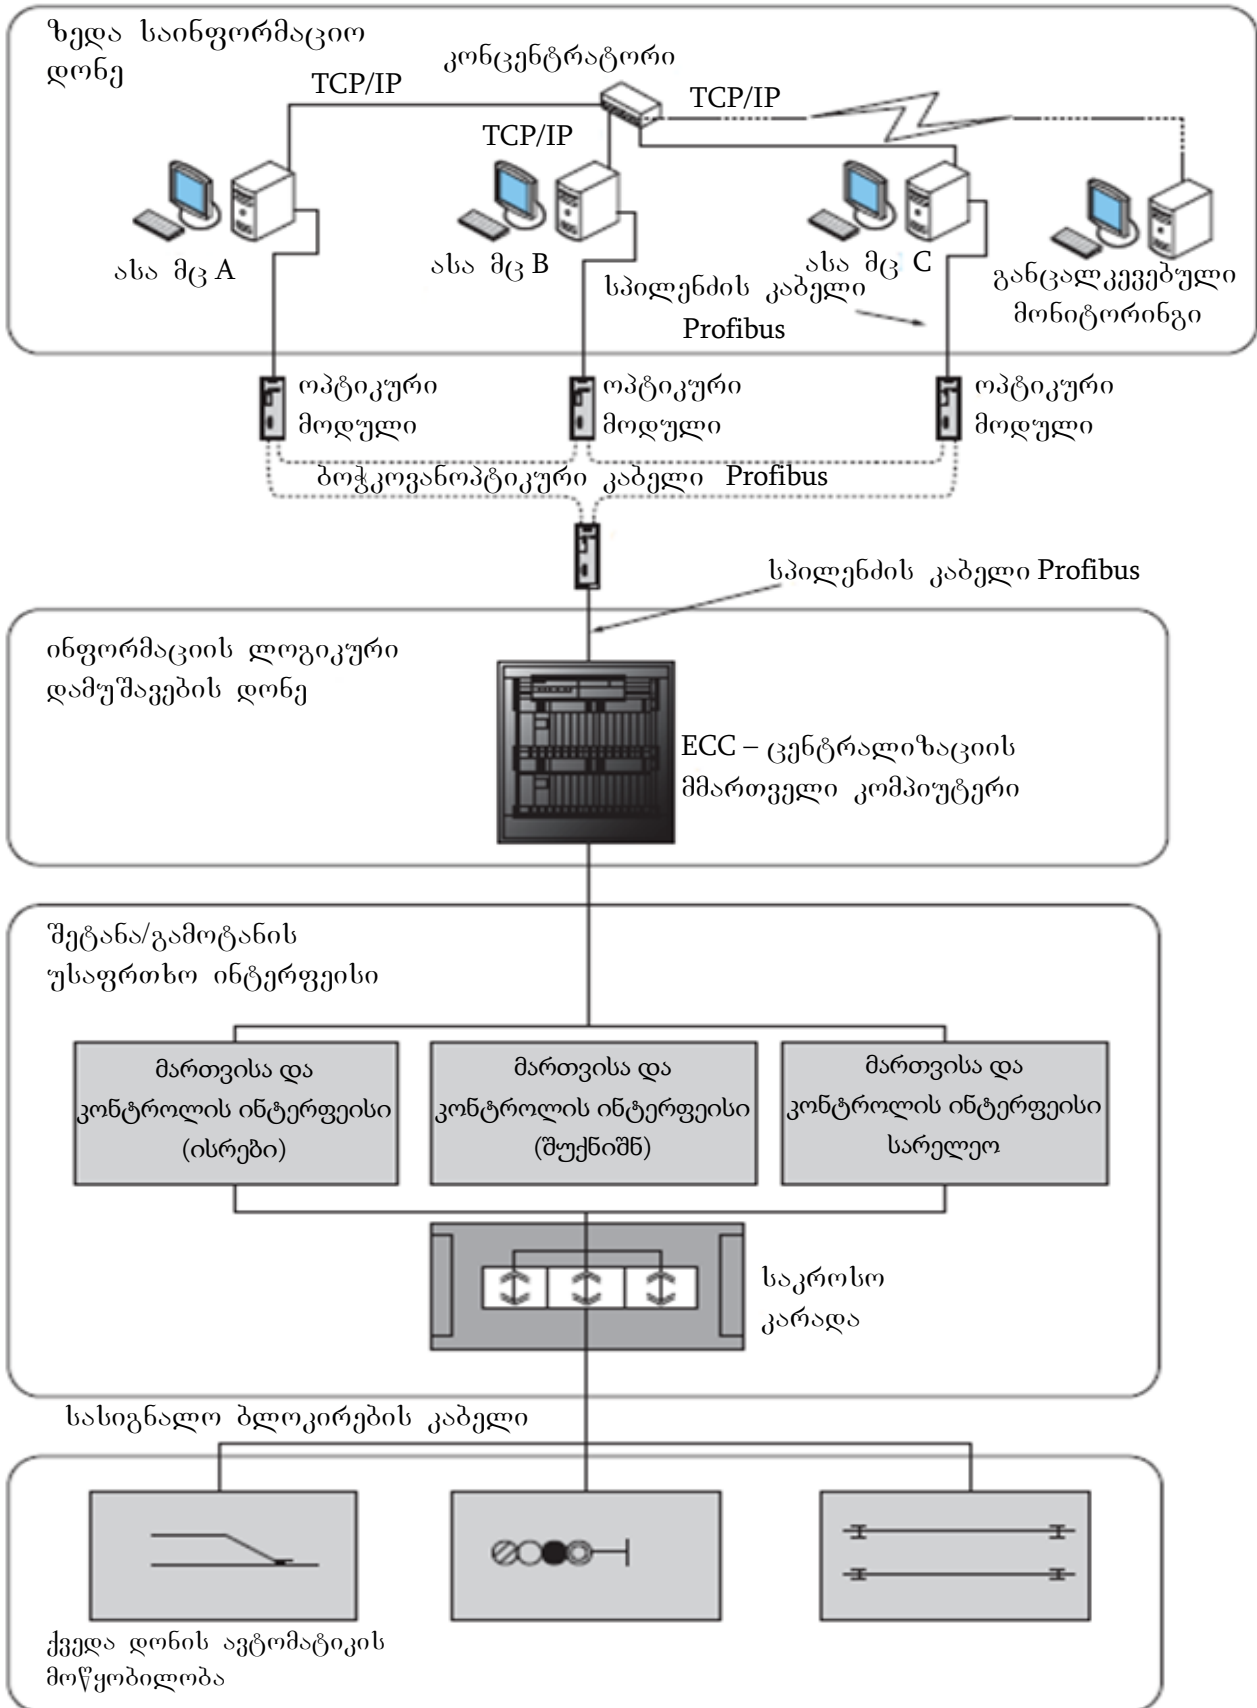 ზედა საინფორმაციო
დონე
კონცენტრატორი
TCP/IP
TCP/IP
TCP/IP
ასა მც A
ასა მც B
ასა მც C
განცალკევებული
მონიტორინგი
სპილენძის კაბელი
Profibus
ოპტიკური
მოდული
ოპტიკური
მოდული
ოპტიკური
მოდული
ბოჭკოვანოპტიკური კაბელი Profibus
სპილენძის კაბელი Profibus
ინფორმაციის ლოგიკური
დამუშავების დონე
ECC – ცენტრალიზაციის
მმართველი კომპიუტერი
შეტანა/გამოტანის
უსაფრთხო ინტერფეისი
მართვისა და
კონტროლის ინტერფეისი
(ისრები)
მართვისა და
კონტროლის ინტერფეისი
(შუქნიშნ)
მართვისა და
კონტროლის ინტერფეისი
სარელეო
საკროსო
კარადა
სასიგნალო ბლოკირების კაბელი
ქვედა დონის ავტომატიკის
მოწყობილობა